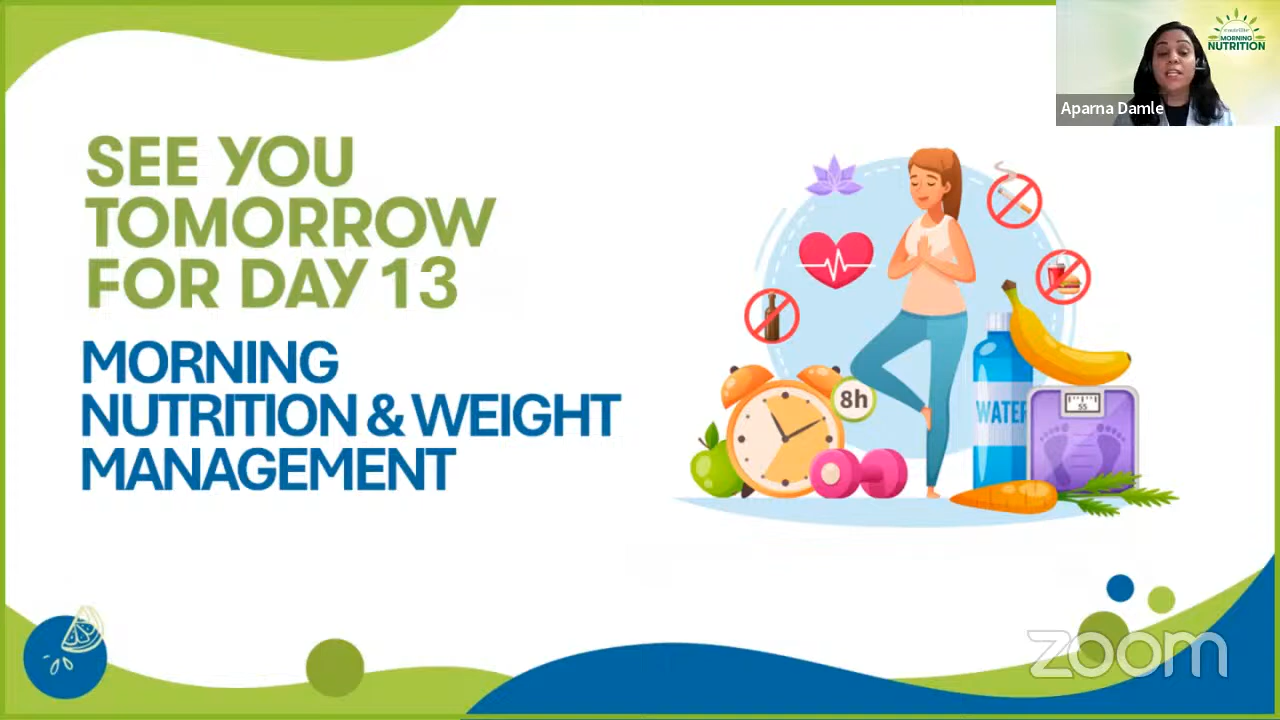 SEE YOU
TOMORROW
FOR DAY 13
MORNING
NUTRITION & WEIGHT
MANAGEMENT
8h
WATER
55
Aparna Damle
MORNING
NUTRITION
zoom